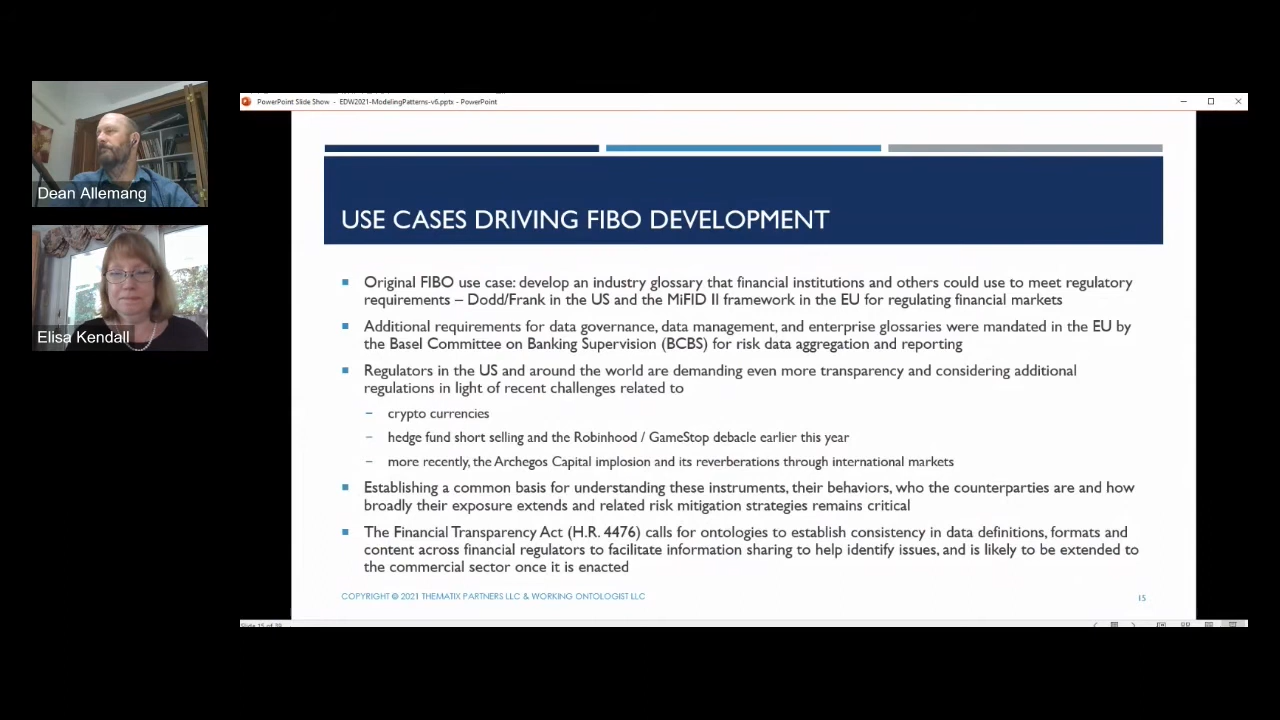 PowerPoint Slide Show - EDW2021-ModelingPatterns-v6.pptx - PowerPoint
Dean Allemang
Elisa Kendall
USE CASES DRIVING FIBO DEVELOPMENT
Original FIBO use case: develop an industry glossary that financial institutions and others could use to meet regulatory
requirements – Dodd/Frank in the US and the MiFID II framework in the EU for regulating financial markets
Additional requirements for data governance, data management, and enterprise glossaries were mandated in the EU by
the Basel Committee on Banking Supervision (BCBS) for risk data aggregation and reporting
Regulators in the US and around the world are demanding even more transparency and considering additional
regulations in light of recent challenges related to
– crypto currencies
– hedge fund short selling and the Robinhood / GameStop debacle earlier this year
– more recently, the Archegos Capital implosion and its reverberations through international markets
Establishing a common basis for understanding these instruments, their behaviors, who the counterparties are and how
broadly their exposure extends and related risk mitigation strategies remains critical
The Financial Transparency Act (H.R. 4476) calls for ontologies to establish consistency in data definitions, formats and
content across financial regulators to facilitate information sharing to help identify issues, and is likely to be extended to
the commercial sector once it is enacted
COPYRIGHT © 2021 THEMATIX PARTNERS LLC & WORKING ONTOLOGIST LLC
15